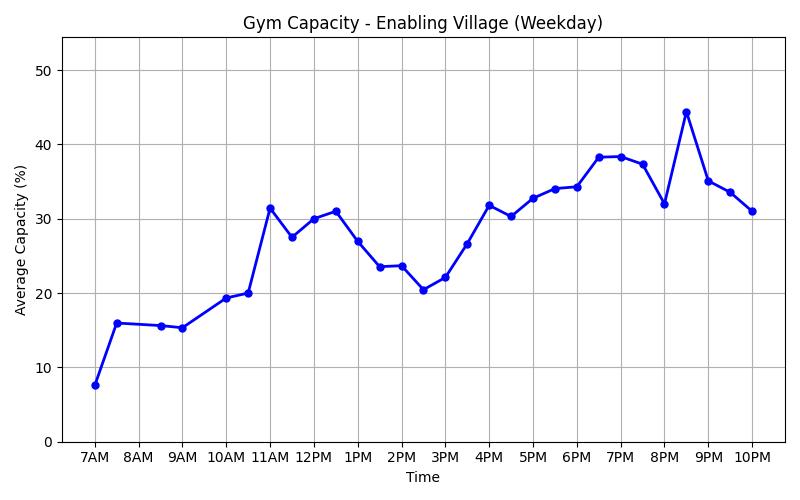 Gym Capacity - Enabling Village (Weekday)
Average Capacity (%)
50
40
30
20
10
0
7AM 8AM 9AM 10AM 11AM 12PM 1PM 2PM 3PM 4PM 5PM 6PM 7PM 8PM 9PM 10PM
Time